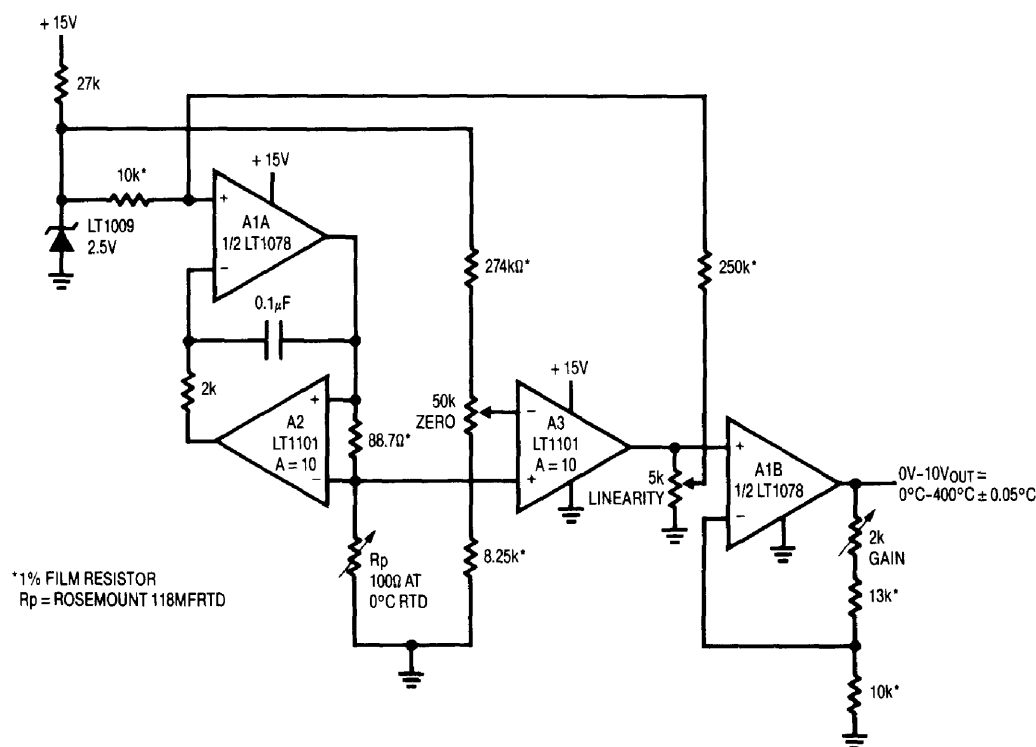 + 15V
27k
10k*
+ 15V
+
A1A
1/2 LT1078
−
LT1009
2.5V
0.1µF
274kΩ*
250k*
2k
+
A2
LT1101
A = 10
−
88.7Ω*
50k
ZERO
+ 15V
−
A3
LT1101
A = 10
+
5k
LINEARITY
+
A1B
1/2 LT1078
−
0V–10VOUT =
0°C–400°C ± 0.05°C
2k
GAIN
13k*
10k*
Rp
100Ω AT
0°C RTD
8.25k*
*1% FILM RESISTOR
Rp = ROSEMOUNT 118MFRTD